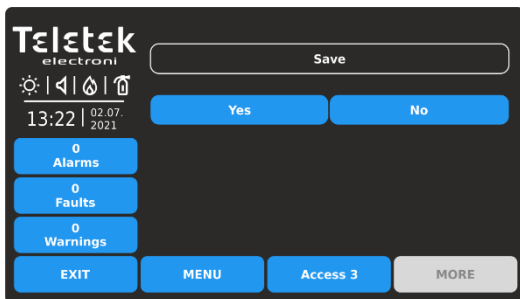 Teletek
electroni
Save
13:22
02.07.
2021
Yes
No
0
Alarms
0
Faults
0
Warnings
EXIT
MENU
Access 3
MORE